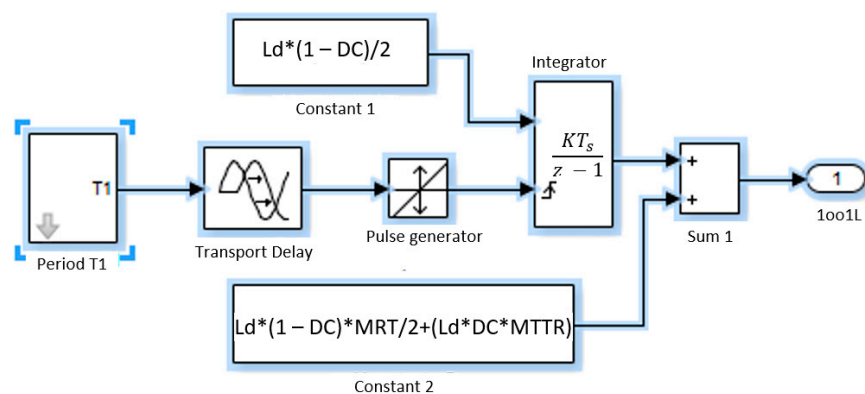 Ld*(1 – DC)/2
Constant 1
Integrator
KTs
z - 1
T1
Period T1
Transport Delay
Pulse generator
+
+
Sum 1
1
1oo1L
Ld*(1 – DC)*MRT/2+(Ld*DC*MTTR)
Constant 2